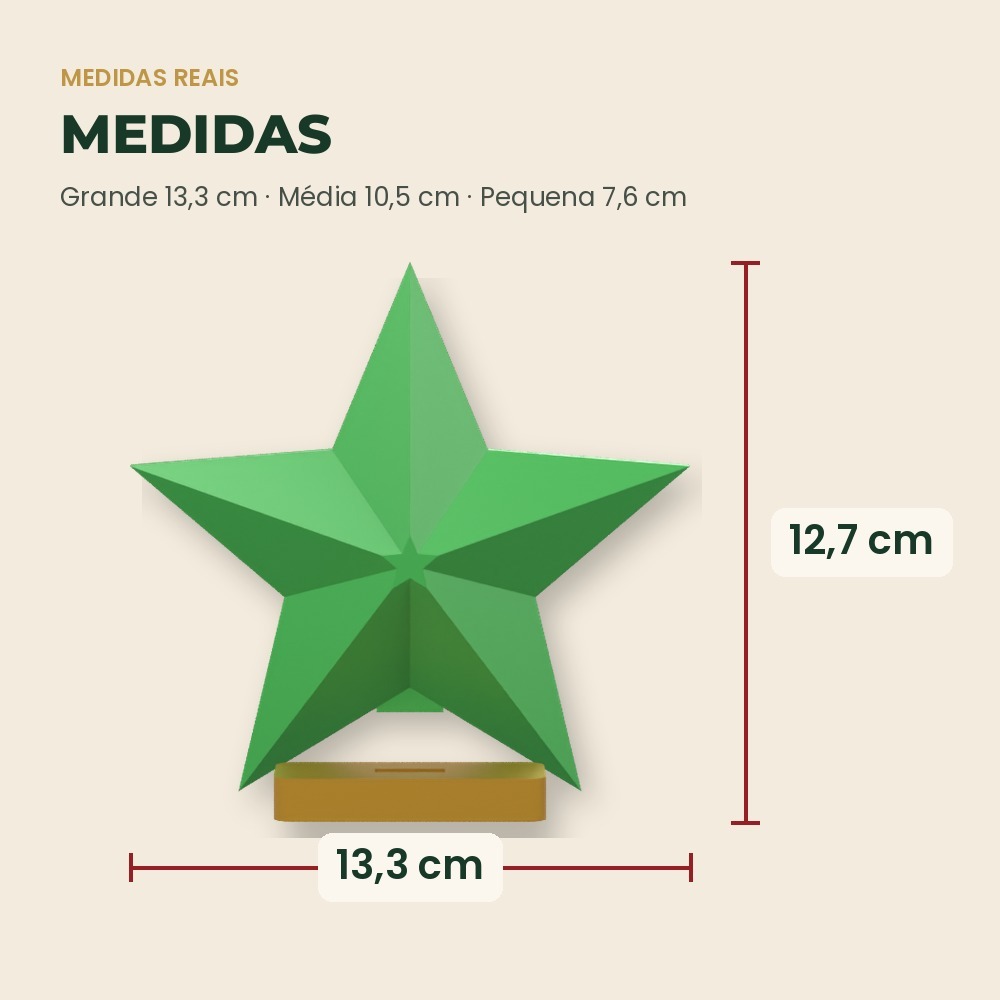 MEDIDAS REAIS
MEDIDAS
Grande 13,3 cm · Média 10,5 cm · Pequena 7,6 cm
12,7 cm
13,3 cm